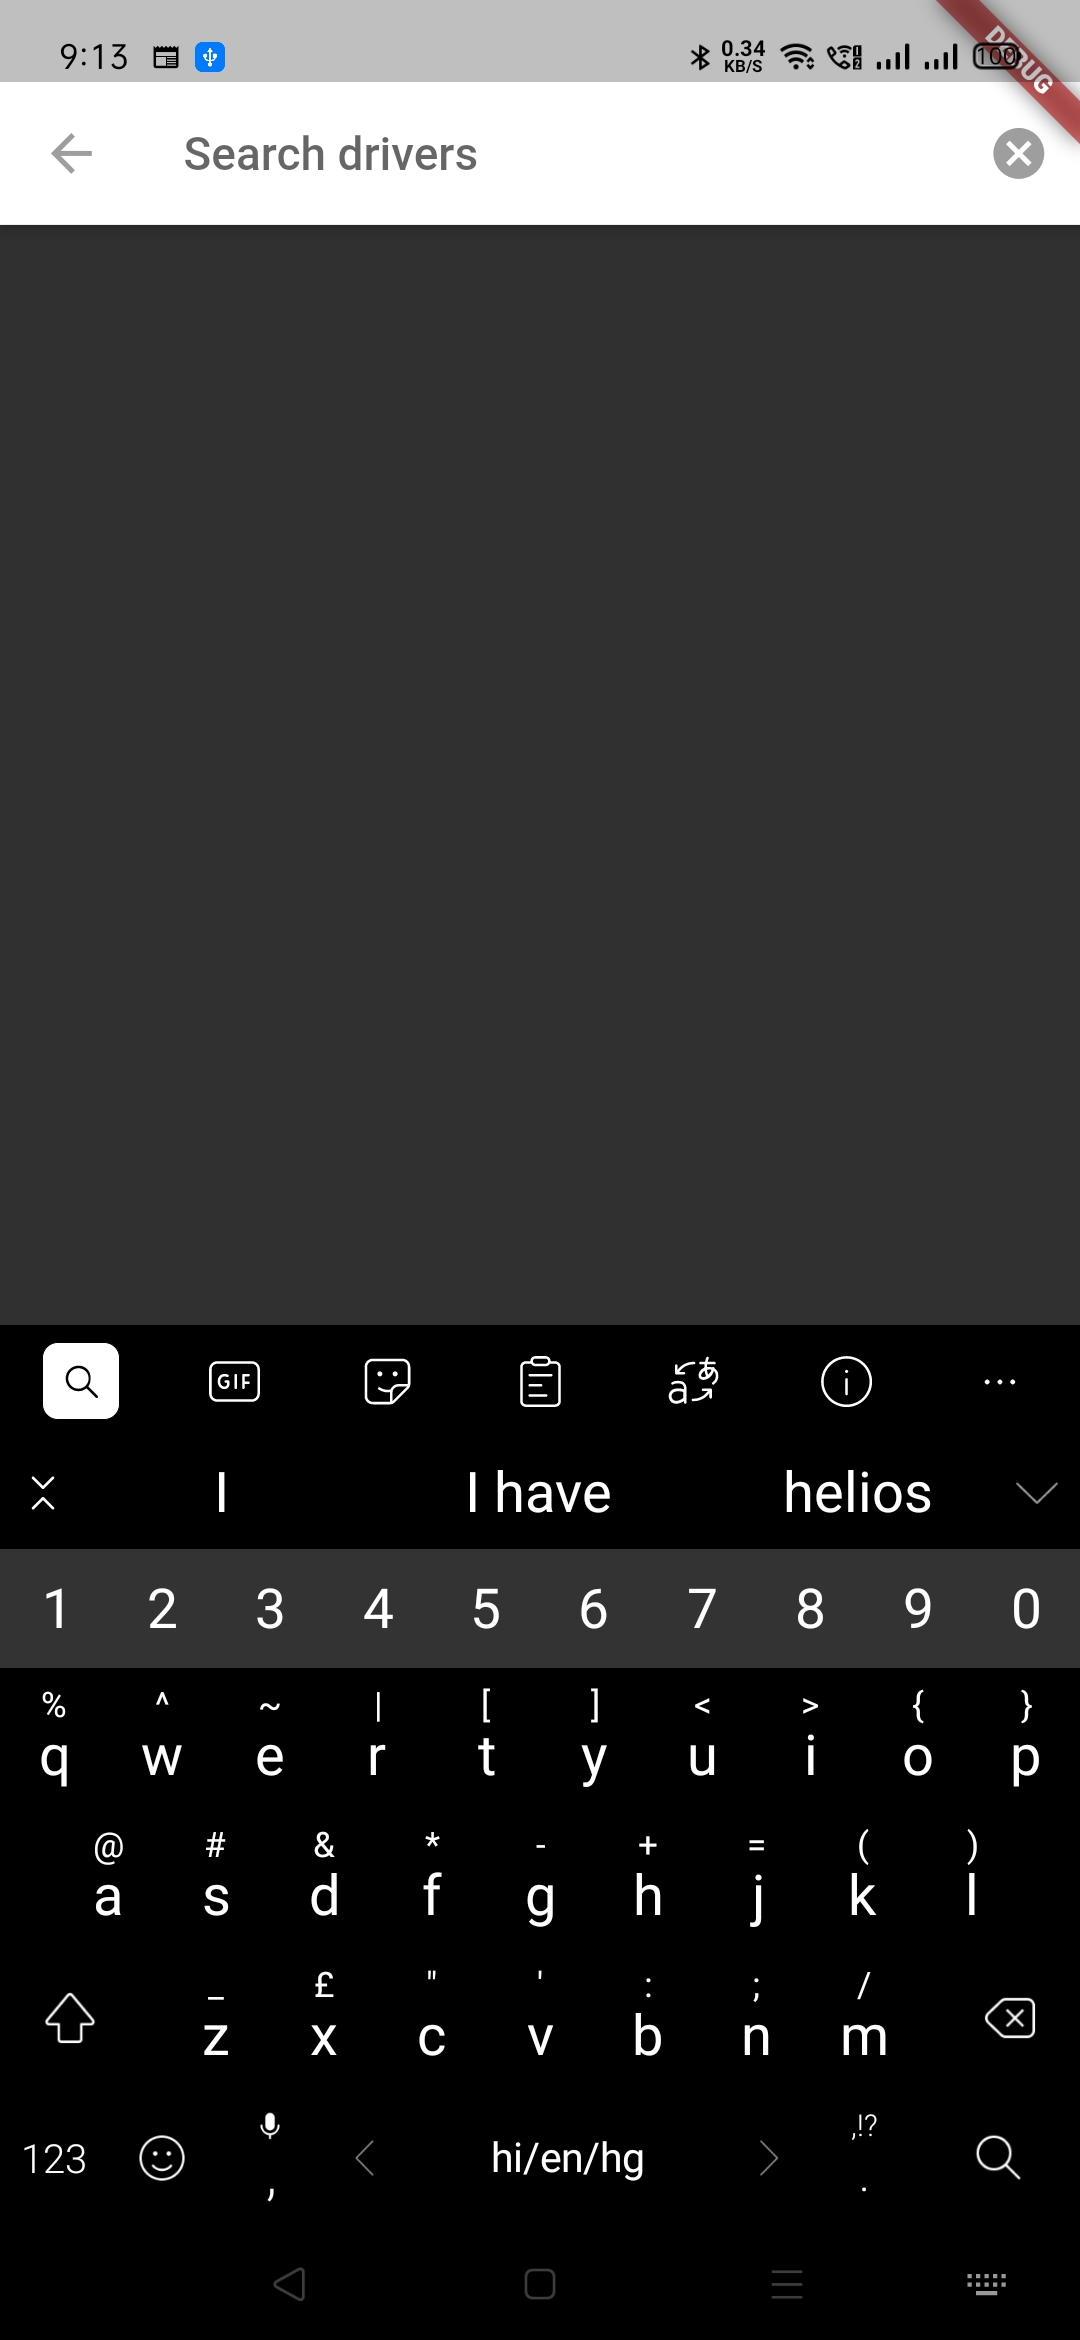 9:13 0.34 KB/S 100 DEBUG
Search drivers
GIF
I I have helios
1 2 3 4 5 6 7 8 9 0
% ^ ~ | [ ] < > { }
q w e r t y u i o p
@ # & * - + = ( )
a s d f g h j k l
_ £ " ' : ; /
z x c v b n m
,!?
123 , hi/en/hg .